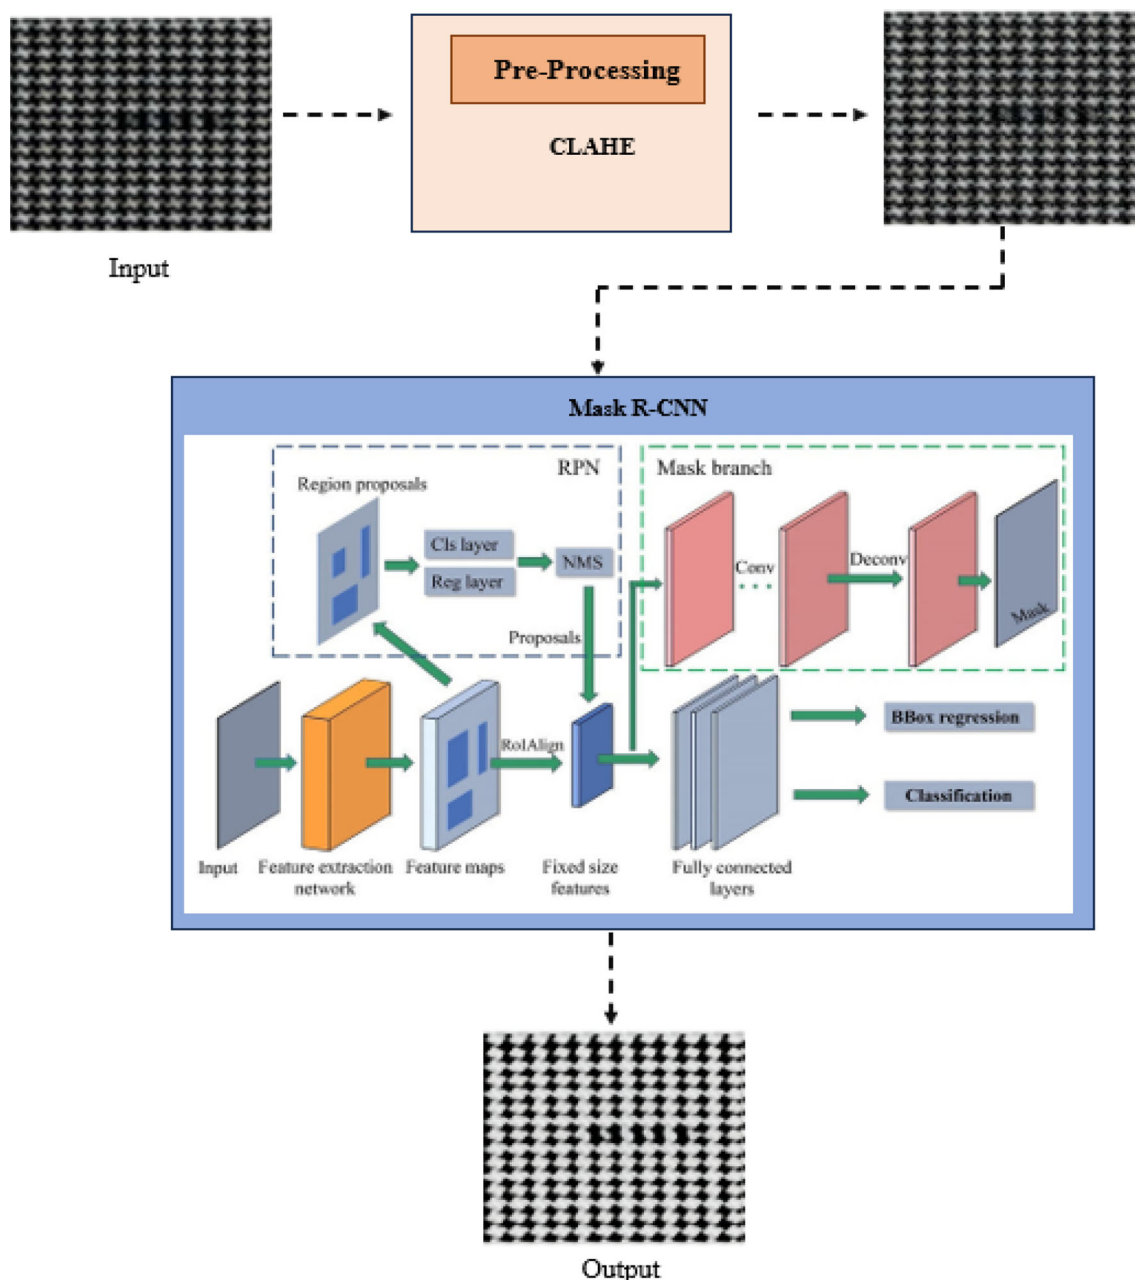 Pre-Processing
CLAHE
Input
Mask R-CNN
RPN
Region proposals
Cls layer
Reg layer
NMS
Proposals
Mask branch
Conv
Deconv
Mask
RoIAlign
BBox regression
Classification
Input
Feature extraction
network
Feature maps
Fixed size
features
Fully connected
layers
Output